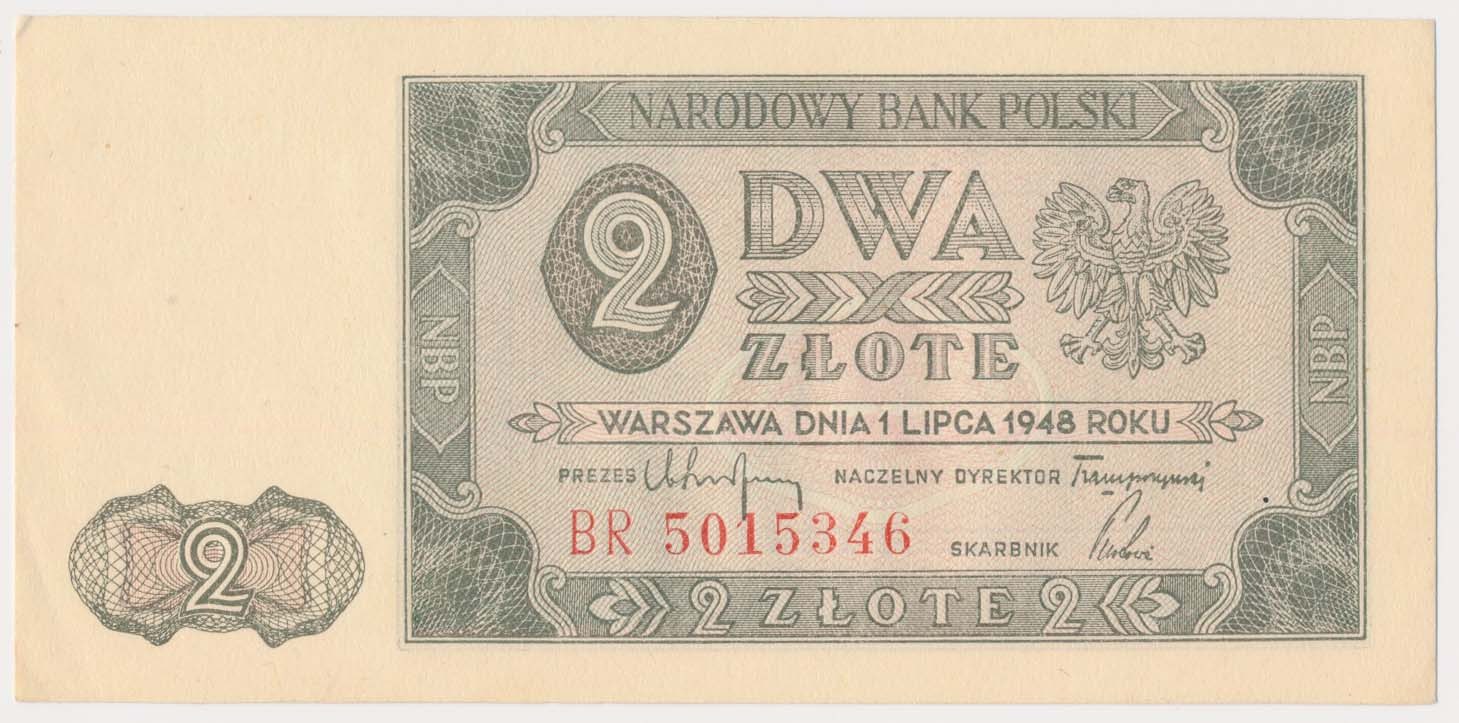 NARODOWY BANK POLSKI
2
DWA
ZŁOTE
NBP
NBP
WARSZAWA DNIA 1 LIPCA 1948 ROKU
PREZES NACZELNY DYREKTOR
BR 5015346 SKARBNIK
2
2 ZŁOTE 2